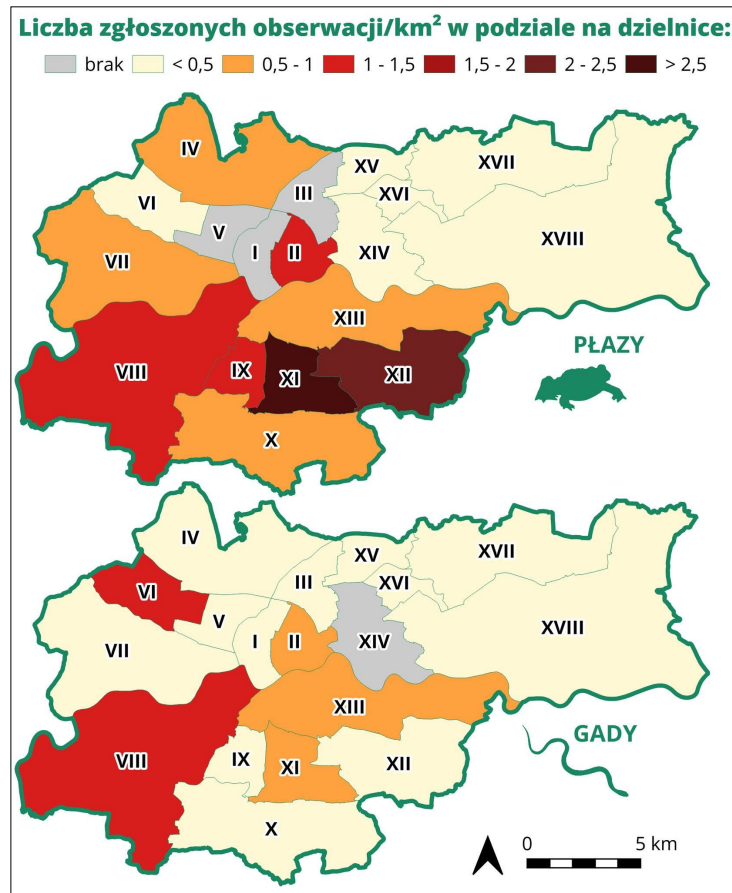 Liczba zgłoszonych obserwacji/km² w podziale na dzielnice:
brak < 0,5 0,5 - 1 1 - 1,5 1,5 - 2 2 - 2,5 > 2,5
IV
XV
XVII
VI
III
XVI
V
I
II
XIV
XVIII
VII
XIII
PŁAZY
VIII
IX
XI
XII
X
IV
XV
XVII
VI
III
XVI
V
I
II
XIV
XVIII
VII
XIII
GADY
VIII
IX
XI
XII
X
0 5 km